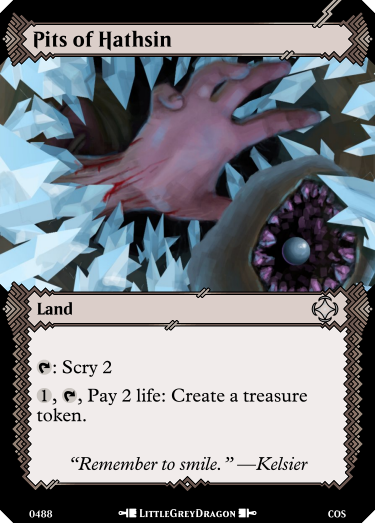 Pits of Hathsin
Land
: Scry 2
1, , Pay 2 life: Create a treasure
token.
“Remember to smile.” —Kelsier
0488
LittleGreyDragon
COS